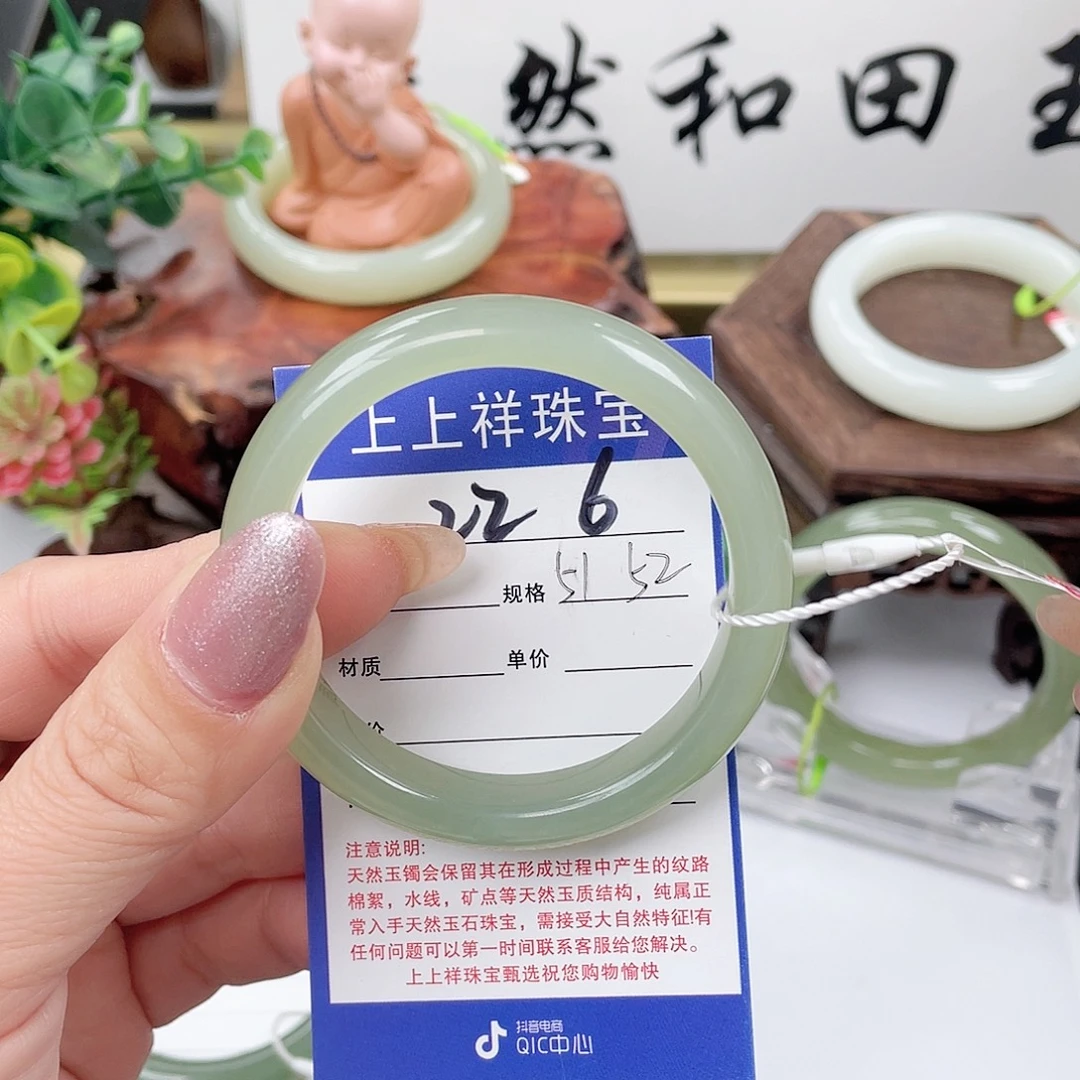 然和田玉
上上祥珠宝
6
规格 51 52
材质 单价
价
注意说明:
天然玉镯会保留其在形成过程中产生的纹路
棉絮，水线，矿点等天然玉质结构，纯属正
常入手天然玉石珠宝，需接受大自然特征!有
任何问题可以第一时间联系客服给您解决。
上上祥珠宝甄选祝您购物愉快
抖音电商
QIC中心